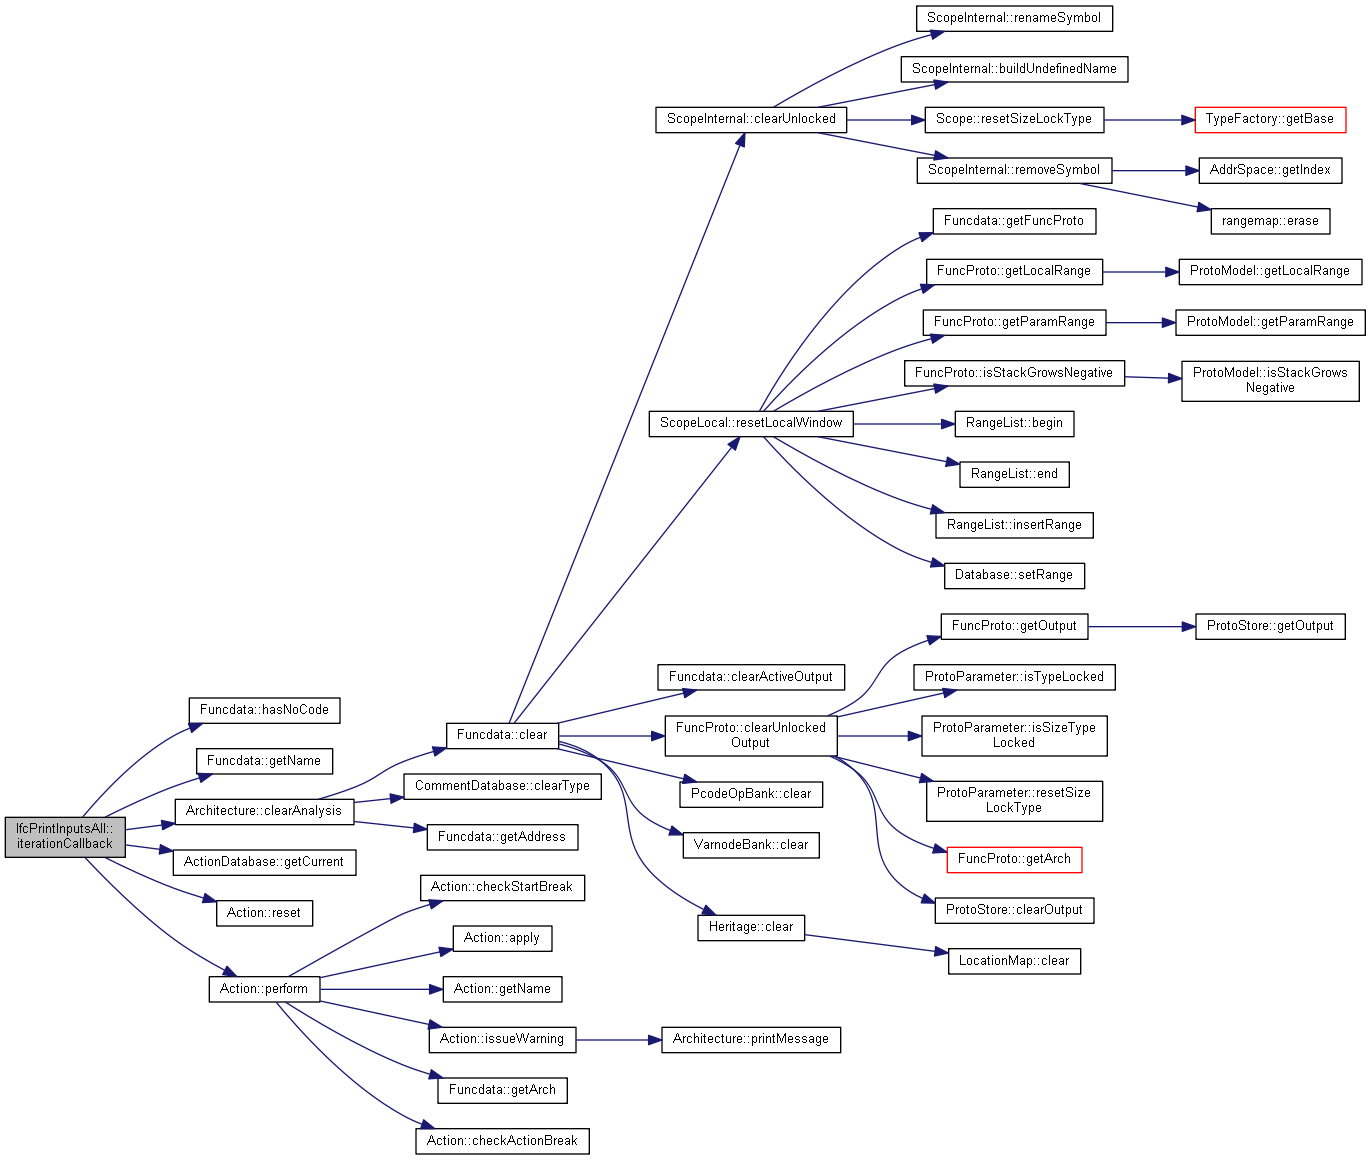 ScopeInternal::renameSymbol
ScopeInternal::buildUndefinedName
ScopeInternal::clearUnlocked
Scope::resetSizeLockType
TypeFactory::getBase
ScopeInternal::removeSymbol
AddrSpace::getIndex
rangemap::erase
Funcdata::getFuncProto
FuncProto::getLocalRange
ProtoModel::getLocalRange
FuncProto::getParamRange
ProtoModel::getParamRange
FuncProto::isStackGrowsNegative
ProtoModel::isStackGrows
Negative
ScopeLocal::resetLocalWindow
RangeList::begin
RangeList::end
RangeList::insertRange
Database::setRange
FuncProto::getOutput
ProtoStore::getOutput
Funcdata::clearActiveOutput
ProtoParameter::isTypeLocked
Funcdata::hasNoCode
Funcdata::clear
FuncProto::clearUnlocked
Output
ProtoParameter::isSizeType
Locked
Funcdata::getName
CommentDatabase::clearType
PcodeOpBank::clear
ProtoParameter::resetSize
LockType
Architecture::clearAnalysis
IfcPrintInputsAll::
iterationCallback
Funcdata::getAddress
VarnodeBank::clear
ActionDatabase::getCurrent
FuncProto::getArch
Action::checkStartBreak
Action::reset
ProtoStore::clearOutput
Heritage::clear
Action::apply
LocationMap::clear
Action::perform
Action::getName
Action::issueWarning
Architecture::printMessage
Funcdata::getArch
Action::checkActionBreak